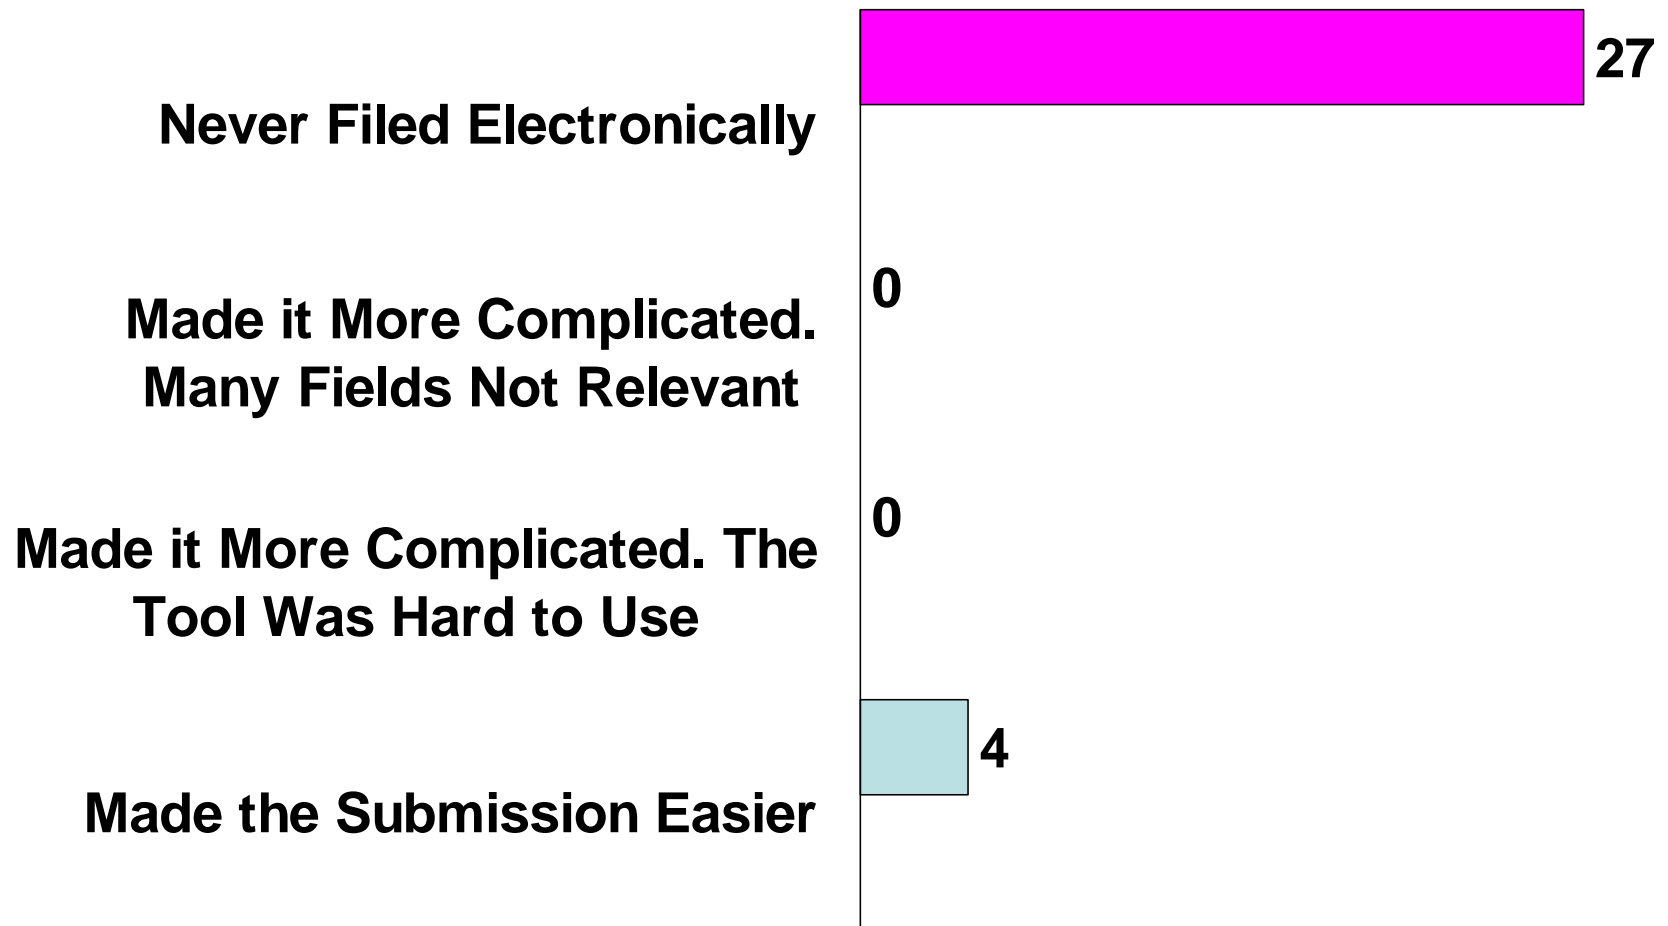 27
Never Filed Electronically
0
Made it More Complicated.
Many Fields Not Relevant
0
Made it More Complicated. The
Tool Was Hard to Use
4
Made the Submission Easier